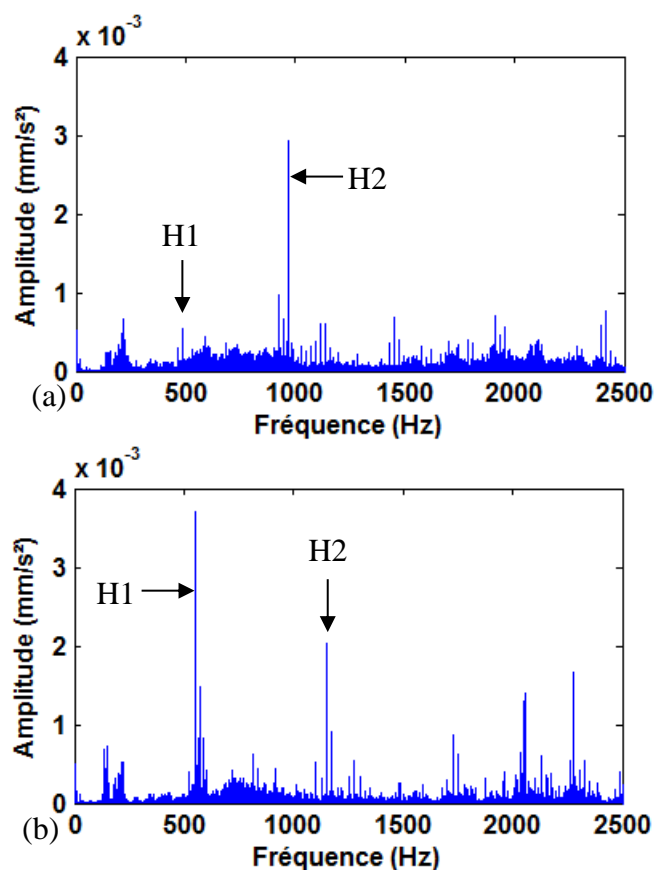 x 10-3
4
3
2
1
0
Amplitude (mm/s²)
H1
H2
0 500 1000 1500 2000 2500
(a)
Fréquence (Hz)
x 10-3
4
3
2
1
0
Amplitude (mm/s²)
H1
H2
0 500 1000 1500 2000 2500
(b)
Fréquence (Hz)